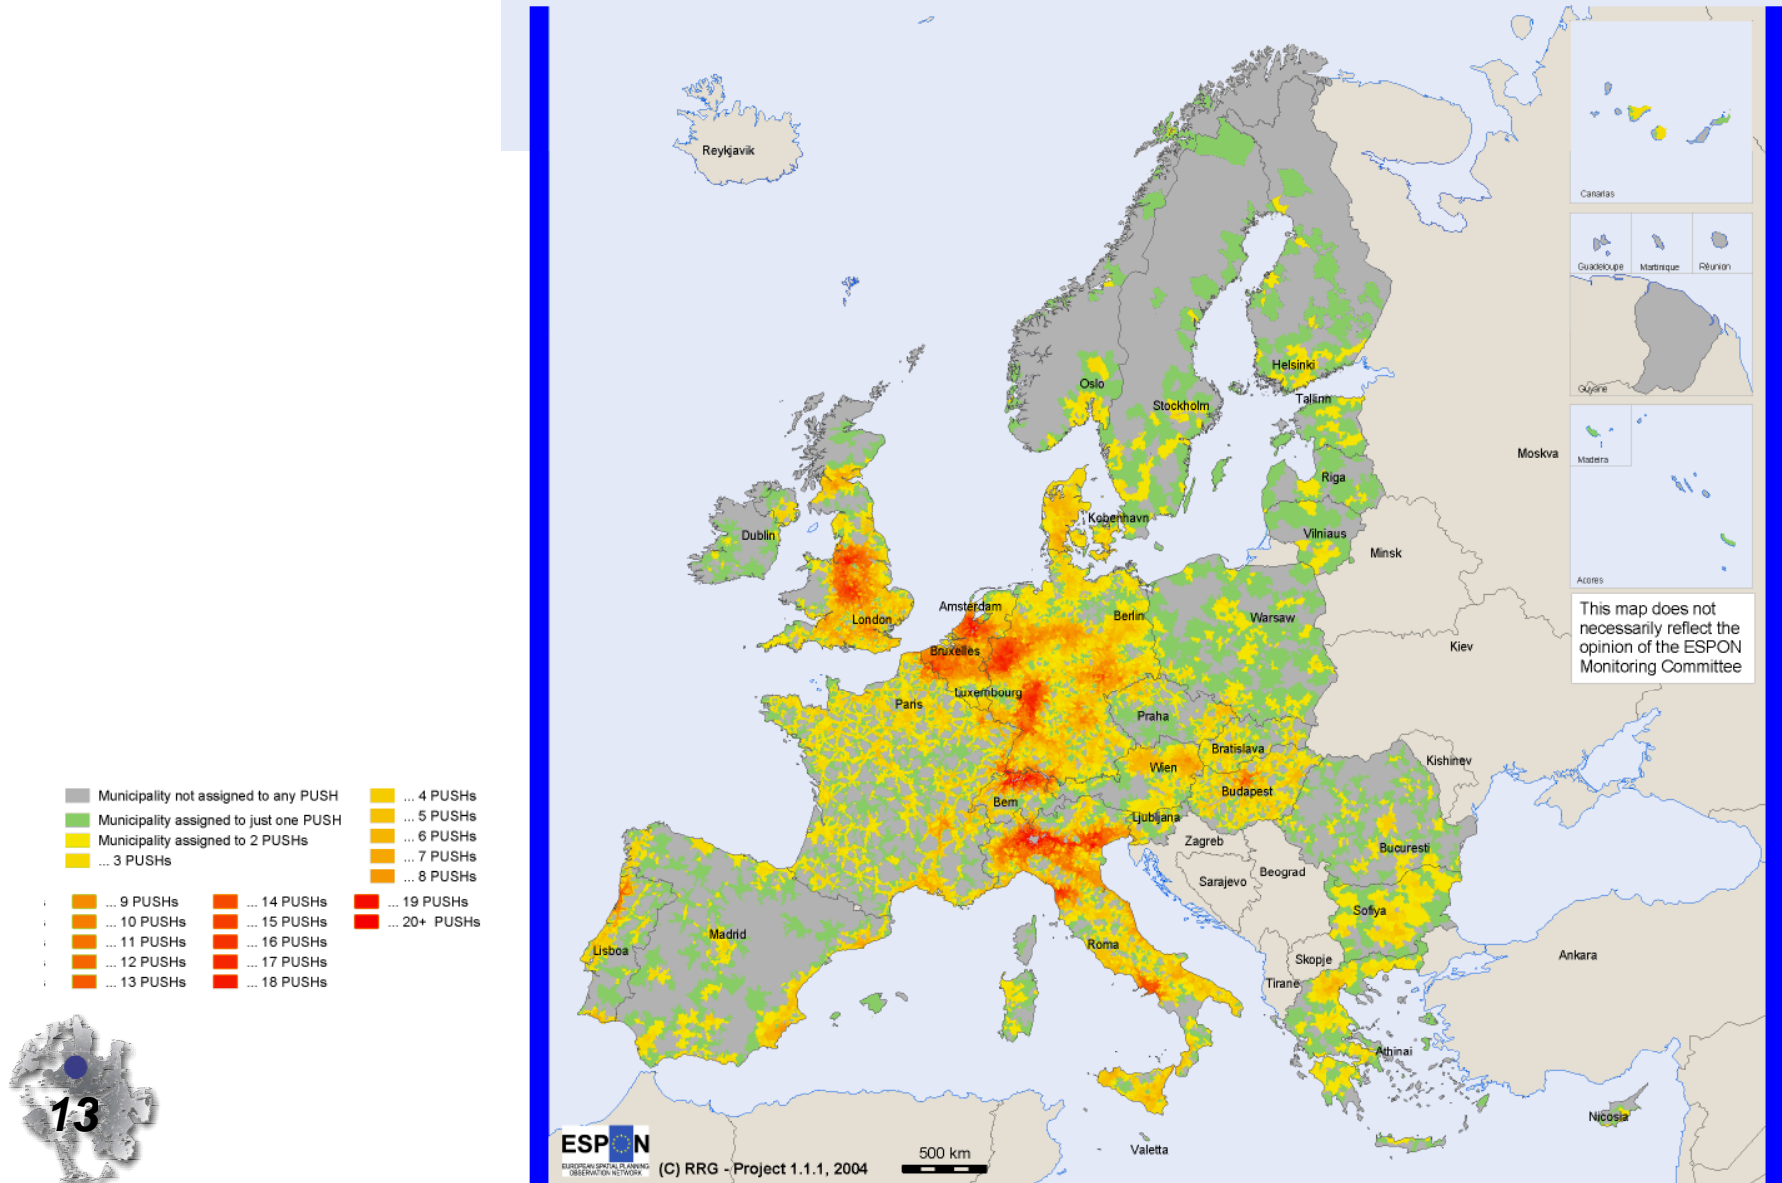 Municipality not assigned to any PUSH
Municipality assigned to just one PUSH
Municipality assigned to 2 PUSHs
... 3 PUSHs
... 4 PUSHs
... 5 PUSHs
... 6 PUSHs
... 7 PUSHs
... 8 PUSHs
... 9 PUSHs
... 10 PUSHs
... 11 PUSHs
... 12 PUSHs
... 13 PUSHs
... 14 PUSHs
... 15 PUSHs
... 16 PUSHs
... 17 PUSHs
... 18 PUSHs
... 19 PUSHs
... 20+ PUSHs
13
Reykjavik
Oslo
Helsinki
Stockholm
Tallinn
Moskva
Riga
Dublin
Kobenhavn
Vilniaus
Minsk
Amsterdam
London
Berlin
Warsaw
Bruxelles
Kiev
Luxembourg
Paris
Praha
Bratislava
Wien
Kishinev
Bern
Budapest
Ljubljana
Zagreb
Bucuresti
Sarajevo
Beograd
Madrid
Sofiya
Lisboa
Roma
Skopje
Ankara
Tirane
Athinai
Valetta
Nicosia
Canarias
Guadeloupe
Martinique
Réunion
Guyane
Madeira
Acores
This map does not
necessarily reflect the
opinion of the ESPON
Monitoring Committee
ESPON
EUROPEAN SPATIAL PLANNING
OBSERVATION NETWORK
(C) RRG - Project 1.1.1, 2004
500 km